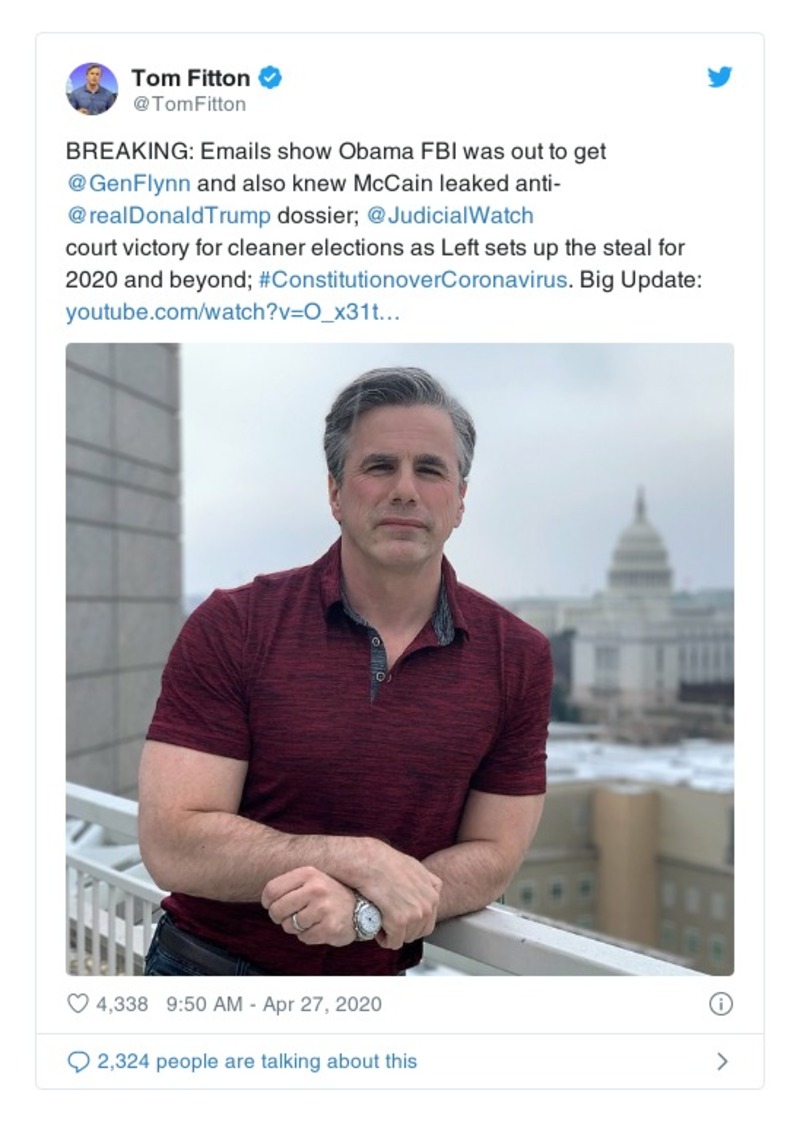 Tom Fitton
@TomFitton
BREAKING: Emails show Obama FBI was out to get
@GenFlynn and also knew McCain leaked anti-
@realDonaldTrump dossier; @JudicialWatch
court victory for cleaner elections as Left sets up the steal for
2020 and beyond; #ConstitutionoverCoronavirus. Big Update:
youtube.com/watch?v=O_x31t…
4,338 9:50 AM - Apr 27, 2020
2,324 people are talking about this